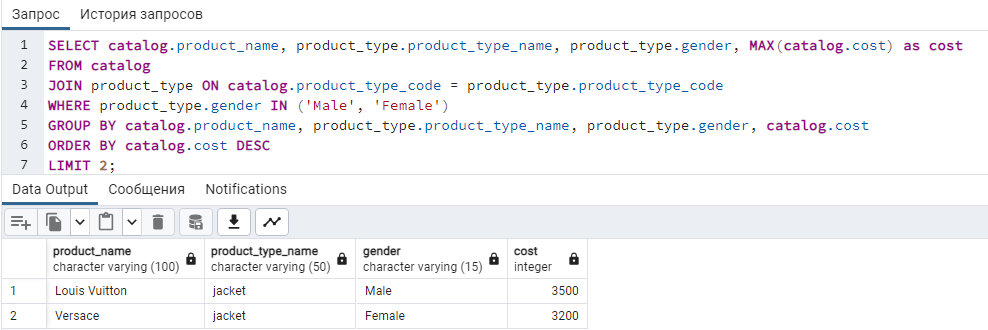 Запрос История запросов
1 SELECT catalog.product_name, product_type.product_type_name, product_type.gender, MAX(catalog.cost) as cost
2 FROM catalog
3 JOIN product_type ON catalog.product_type_code = product_type.product_type_code
4 WHERE product_type.gender IN ('Male', 'Female')
5 GROUP BY catalog.product_name, product_type.product_type_name, product_type.gender, catalog.cost
6 ORDER BY catalog.cost DESC
7 LIMIT 2;
Data Output Сообщения Notifications
product_name product_type_name gender cost
character varying (100) character varying (50) character varying (15) integer
1 Louis Vuitton jacket Male 3500
2 Versace jacket Female 3200